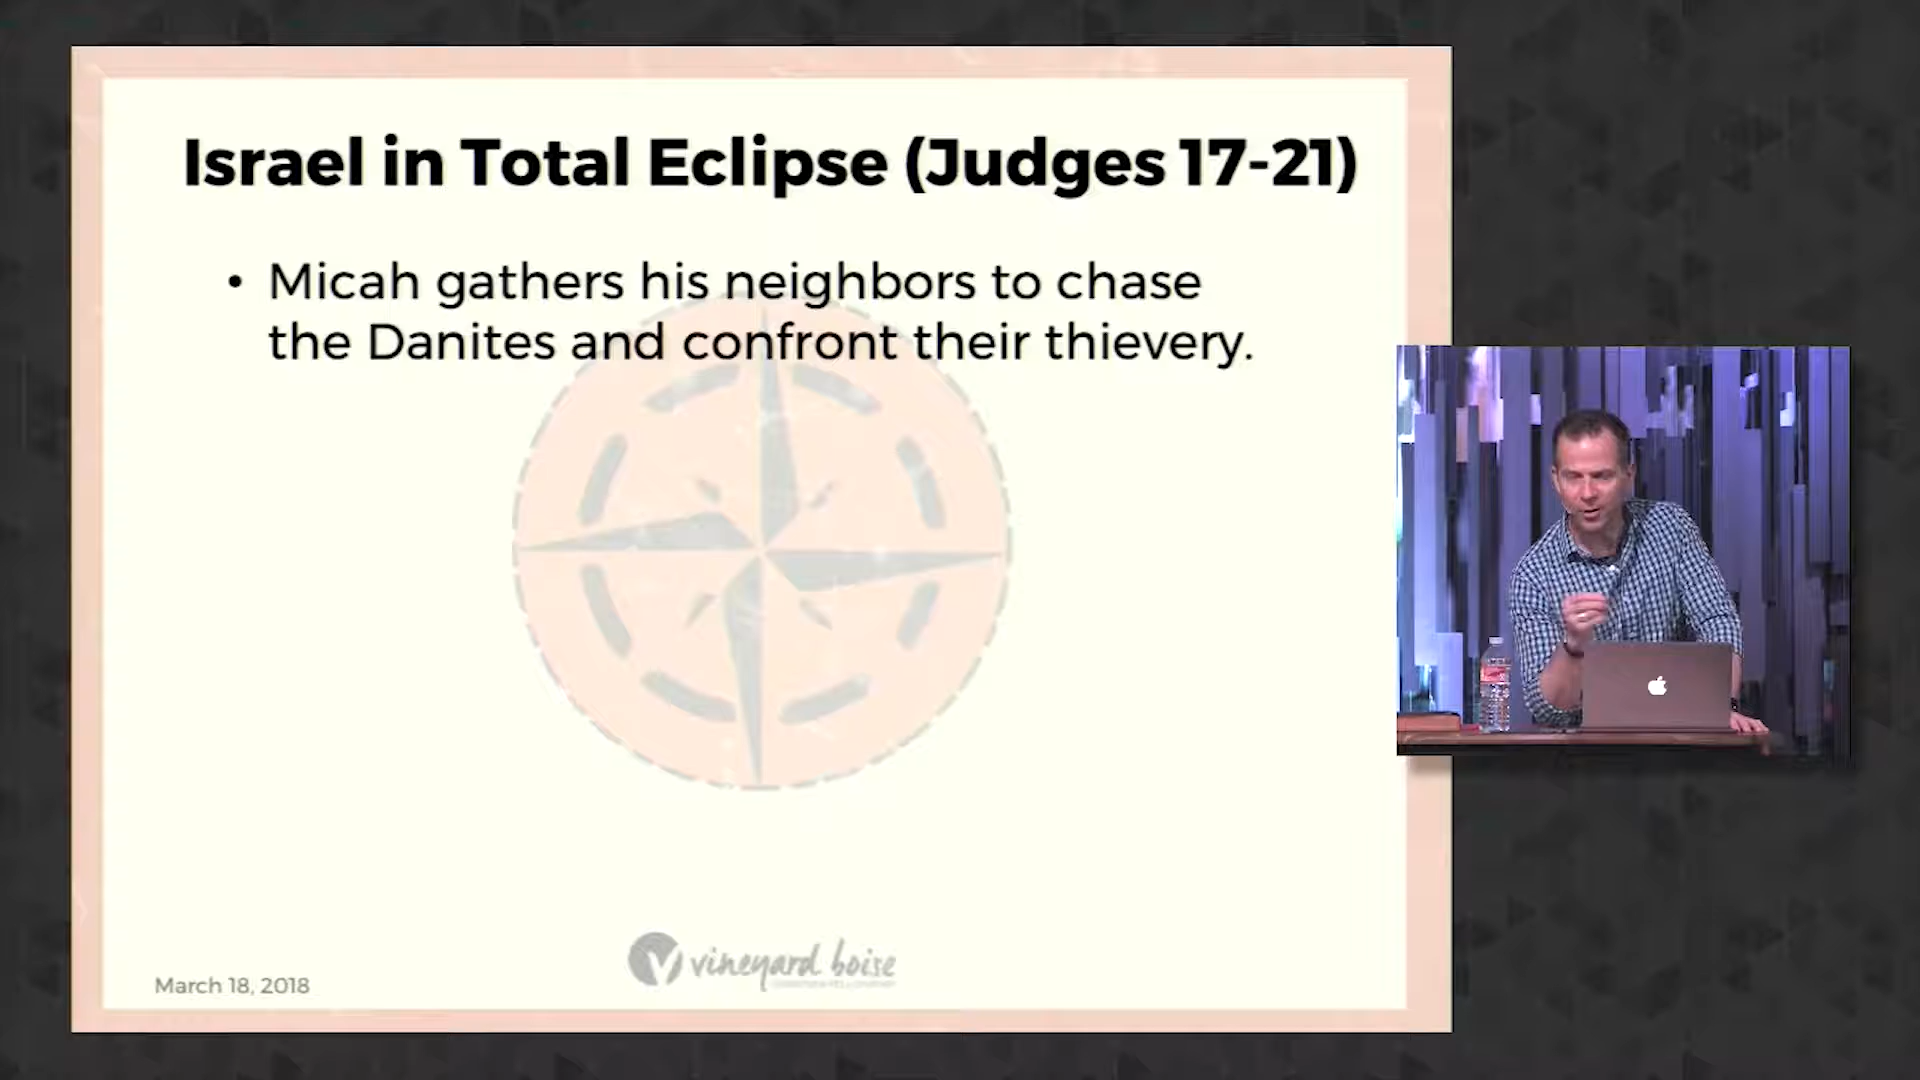 Israel in Total Eclipse (Judges 17-21)
• Micah gathers his neighbors to chase
the Danites and confront their thievery.
vineyard boise
March 18, 2018